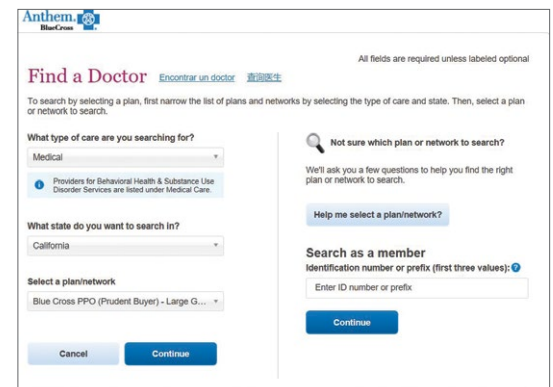 Anthem.
BlueCross
All fields are required unless labeled optional
Find a Doctor Encontrar un doctor 查詢医生
To search by selecting a plan, first narrow the list of plans and networks by selecting the type of care and state. Then, select a plan
or network to search.
What type of care are you searching for?
Medical
Providers for Behavioral Health & Substance Use
Disorder Services are listed under Medical Care.
What state do you want to search in?
California
Select a plan/network
Blue Cross PPO (Prudent Buyer) - Large G...
Cancel Continue
Not sure which plan or network to search?
We'll ask you a few questions to help you find the right
plan or network to search.
Help me select a plan/network?
Search as a member
Identification number or prefix (first three values): ?
Enter ID number or prefix
Continue